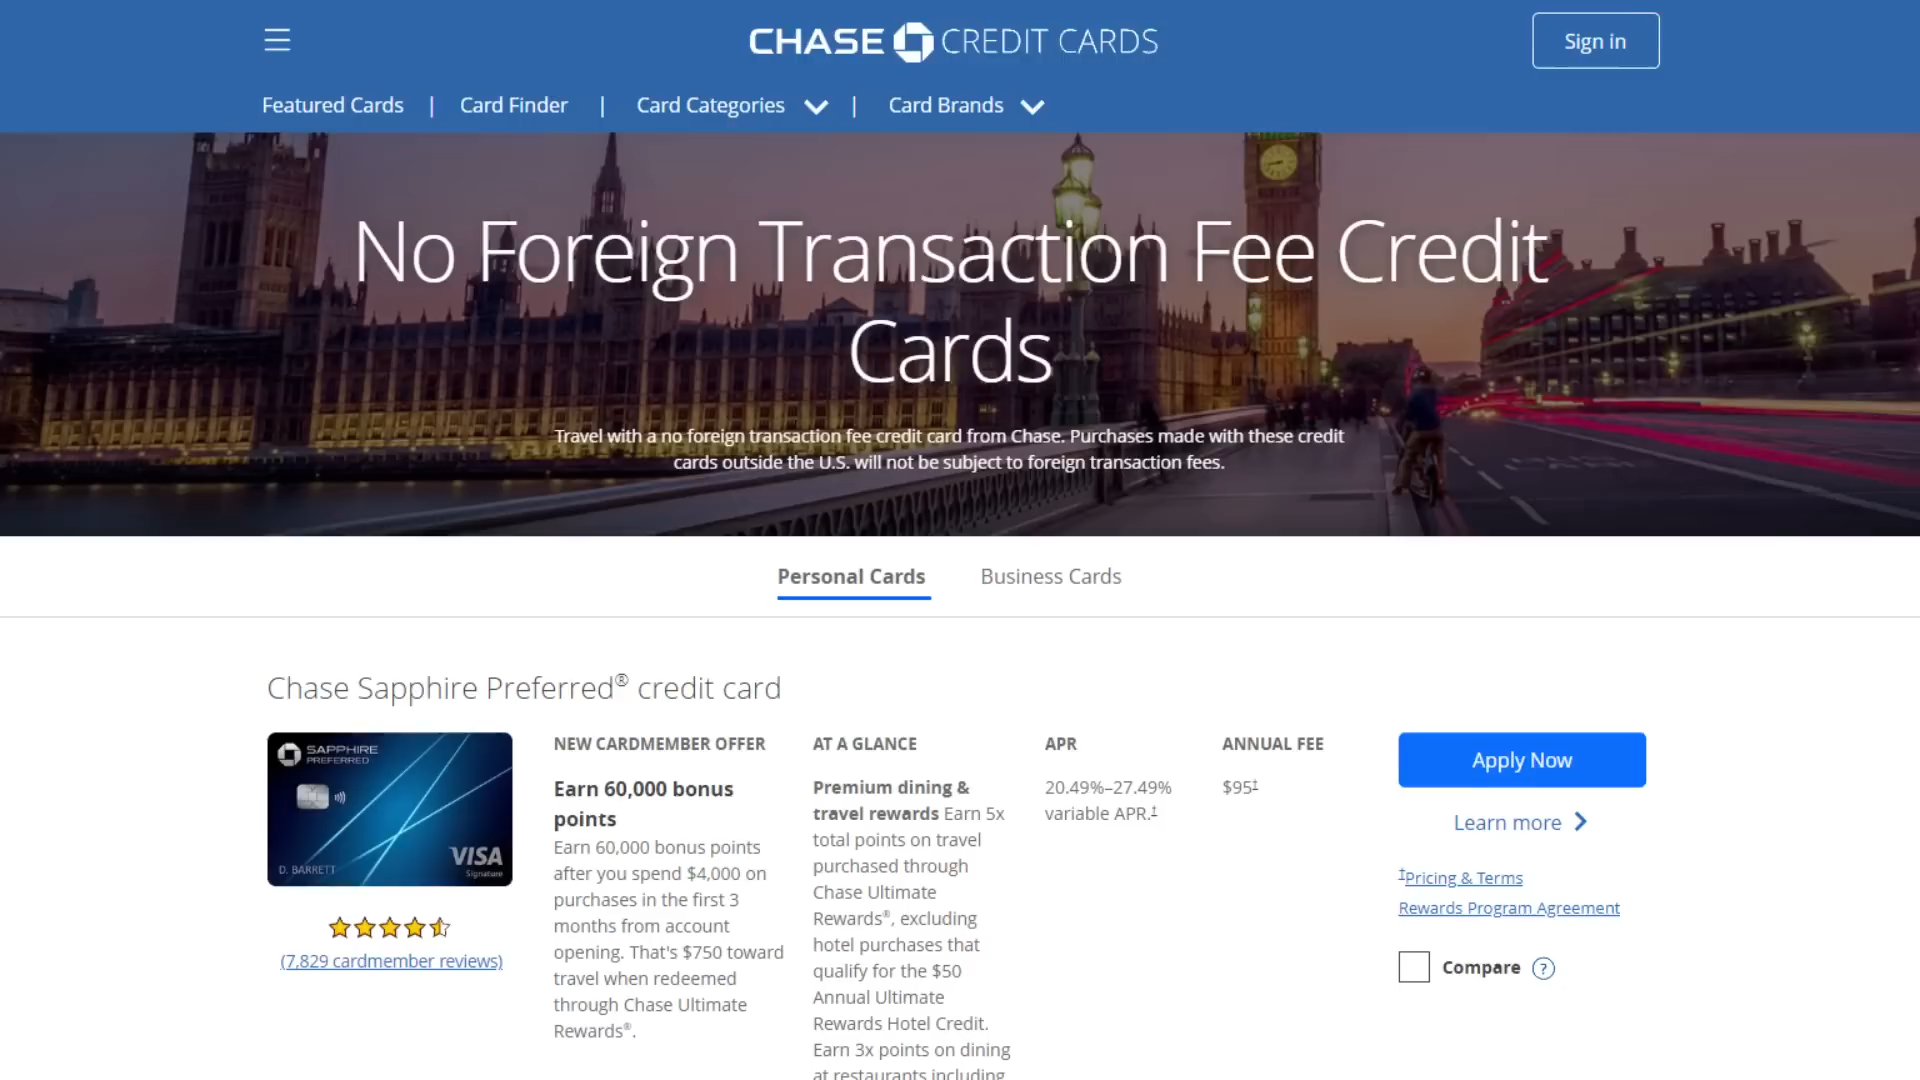 CHASE CREDIT CARDS
Sign in
Featured Cards | Card Finder | Card Categories | Card Brands
No Foreign Transaction Fee Credit
Cards
Travel with a no foreign transaction fee credit card from Chase. Purchases made with these credit
cards outside the U.S. will not be subject to foreign transaction fees.
Personal Cards
Business Cards
Chase Sapphire Preferred® credit card
SAPPHIRE
PREFERRED
D. BARRETT
VISA
Signature
(7,829 cardmember reviews)
NEW CARDMEMBER OFFER
Earn 60,000 bonus
points
Earn 60,000 bonus points
after you spend $4,000 on
purchases in the first 3
months from account
opening. That's $750 toward
travel when redeemed
through Chase Ultimate
Rewards®.
AT A GLANCE
Premium dining &
travel rewards Earn 5x
total points on travel
purchased through
Chase Ultimate
Rewards®, excluding
hotel purchases that
qualify for the $50
Annual Ultimate
Rewards Hotel Credit.
Earn 3x points on dining
at restaurants including
APR
20.49%–27.49%
variable APR.‡
ANNUAL FEE
$95‡
Apply Now
Learn more
‡Pricing & Terms
Rewards Program Agreement
Compare ?